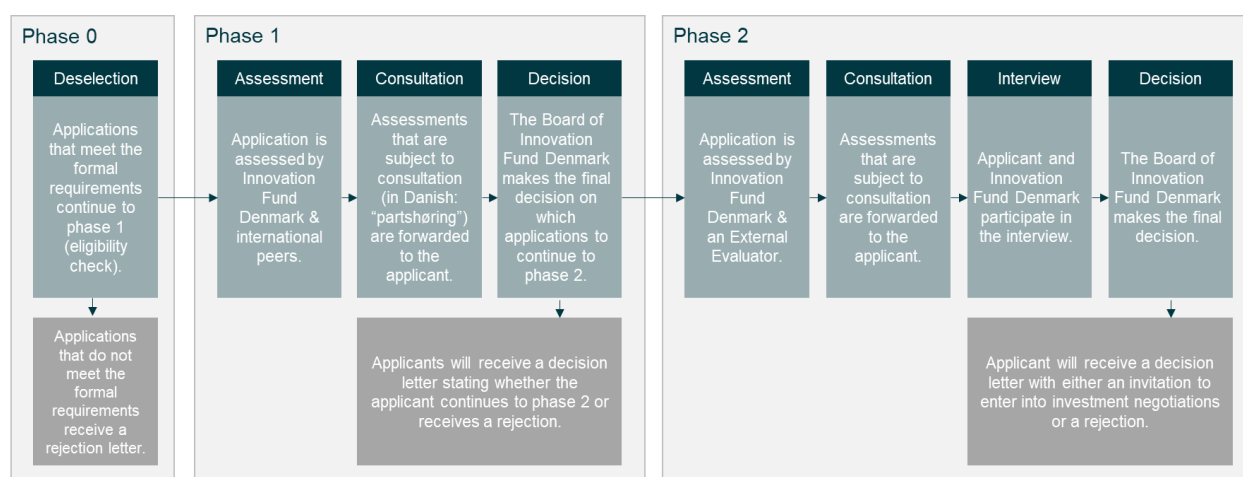 Phase 0
Deselection
Applications
that meet the
formal
requirements
continue to
phase 1
(eligibility
check).
Applications
that do not
meet the
formal
requirements
receive a
rejection letter.
Phase 1
Assessment
Application is
assessed by
Innovation
Fund
Denmark &
international
peers.
Consultation
Assessments
that are
subject to
consultation
(in Danish:
“partshøring”)
are forwarded
to the
applicant.
Decision
The Board of
Innovation
Fund Denmark
makes the final
decision on
which
applications to
continue to
phase 2.
Applicants will receive a decision
letter stating whether the
applicant continues to phase 2 or
receives a rejection.
Phase 2
Assessment
Application is
assessed by
Innovation
Fund
Denmark &
an External
Evaluator.
Consultation
Assessments
that are
subject to
consultation
are forwarded
to the
applicant.
Interview
Applicant and
Innovation
Fund Denmark
participate in
the interview.
Decision
The Board of
Innovation
Fund Denmark
makes the final
decision.
Applicant will receive a decision
letter with either an invitation to
enter into investment negotiations
or a rejection.